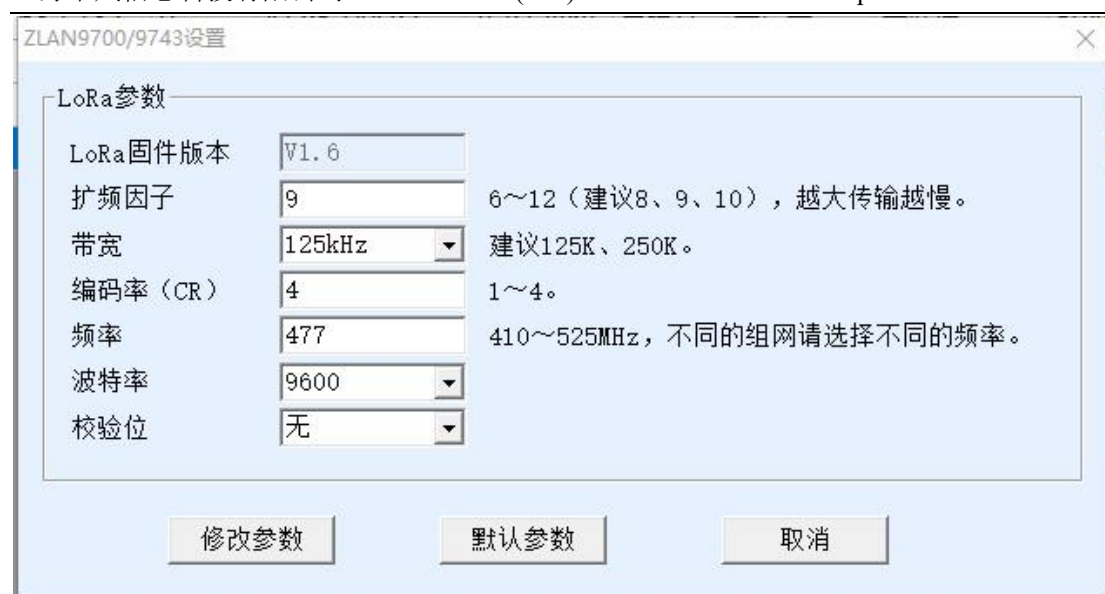 ZLAN9700/9743设置
LoRa参数
LoRa固件版本 V1.6
扩频因子 9 6～12（建议8、9、10），越大传输越慢。
带宽 125kHz 建议125K、250K。
编码率（CR） 4 1～4。
频率 477 410～525MHz，不同的组网请选择不同的频率。
波特率 9600
校验位 无
修改参数 默认参数 取消